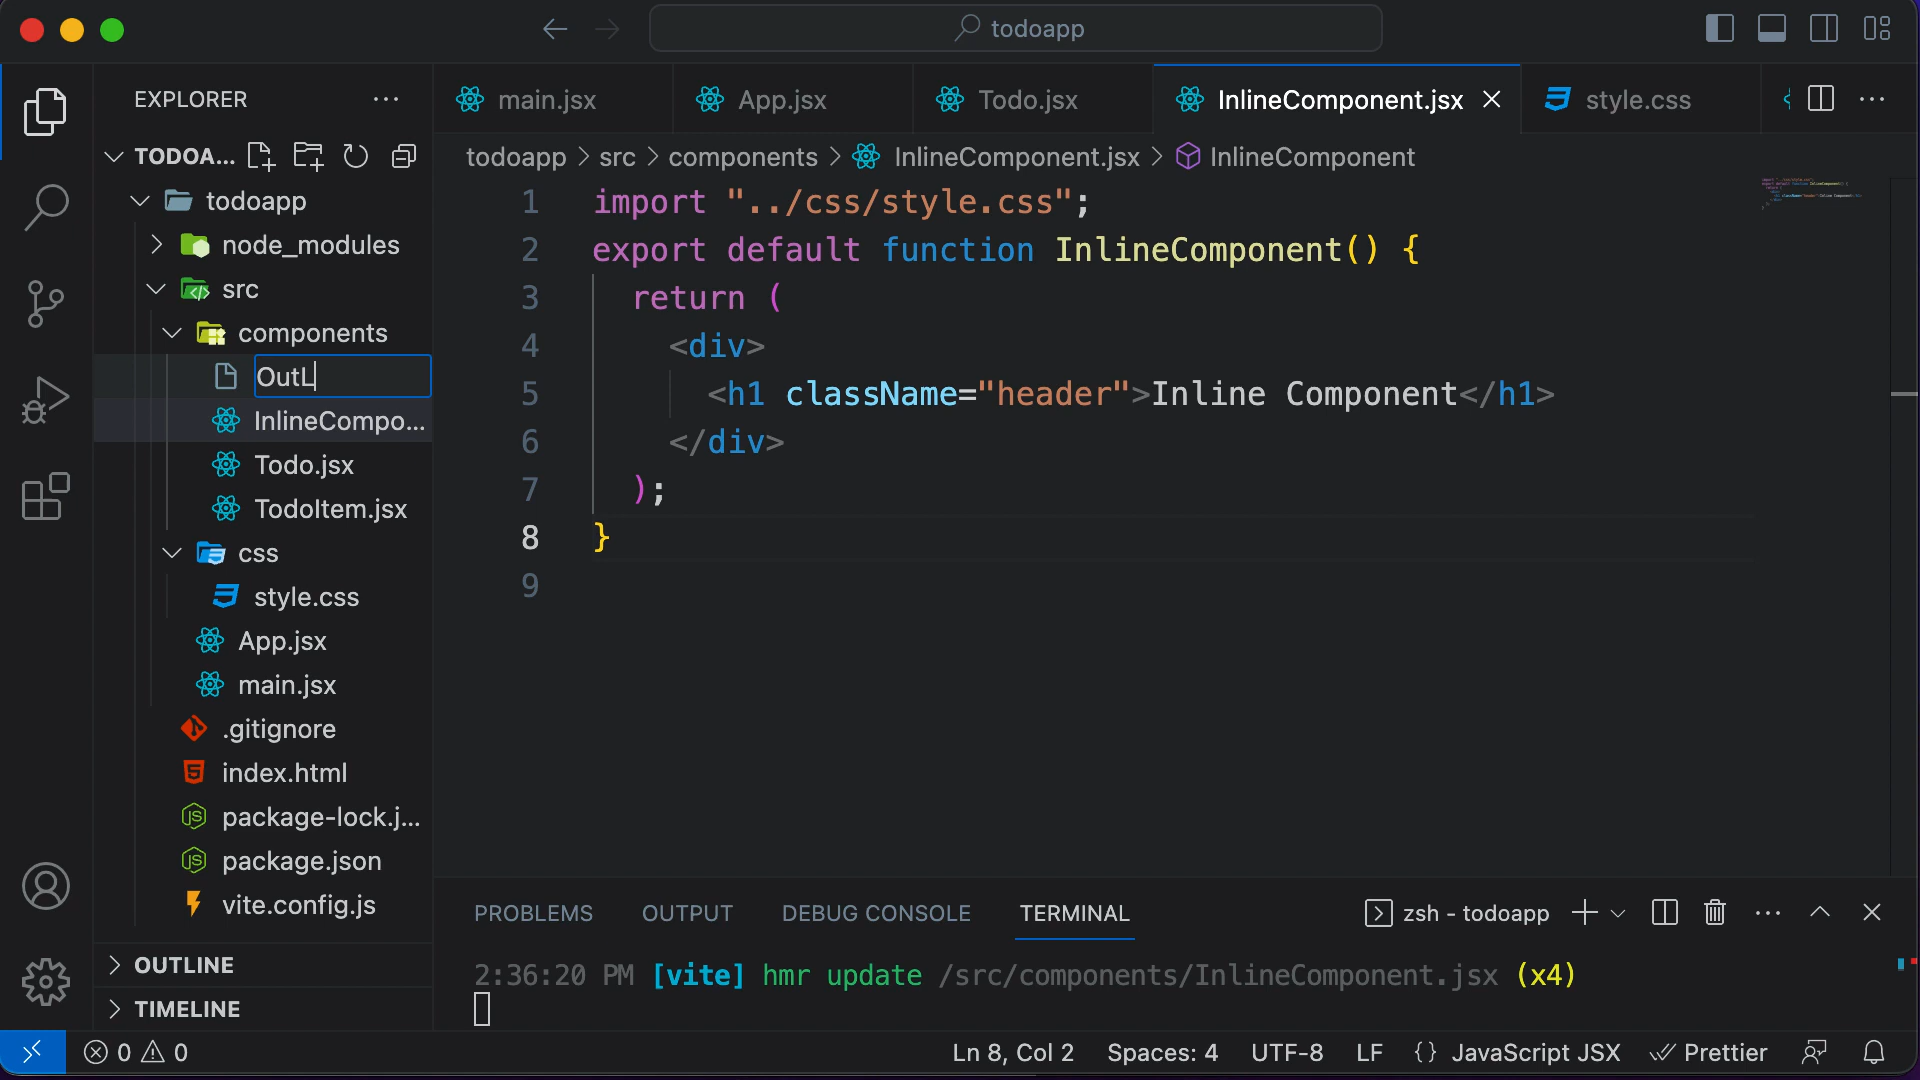 todoapp
EXPLORER
TODOA...
todoapp
node_modules
src
components
OutL
InlineCompo...
Todo.jsx
TodoItem.jsx
css
style.css
App.jsx
main.jsx
.gitignore
index.html
package-lock.j...
package.json
vite.config.js
OUTLINE
TIMELINE
main.jsx App.jsx Todo.jsx InlineComponent.jsx style.css
todoapp > src > components > InlineComponent.jsx > InlineComponent
1 import "../css/style.css";
2 export default function InlineComponent() {
3 return (
4 <div>
5 <h1 className="header">Inline Component</h1>
6 </div>
7 );
8 }
9
PROBLEMS OUTPUT DEBUG CONSOLE TERMINAL zsh - todoapp
2:36:20 PM [vite] hmr update /src/components/InlineComponent.jsx (x4)
0 0 Ln 8, Col 2 Spaces: 4 UTF-8 LF {} JavaScript JSX Prettier